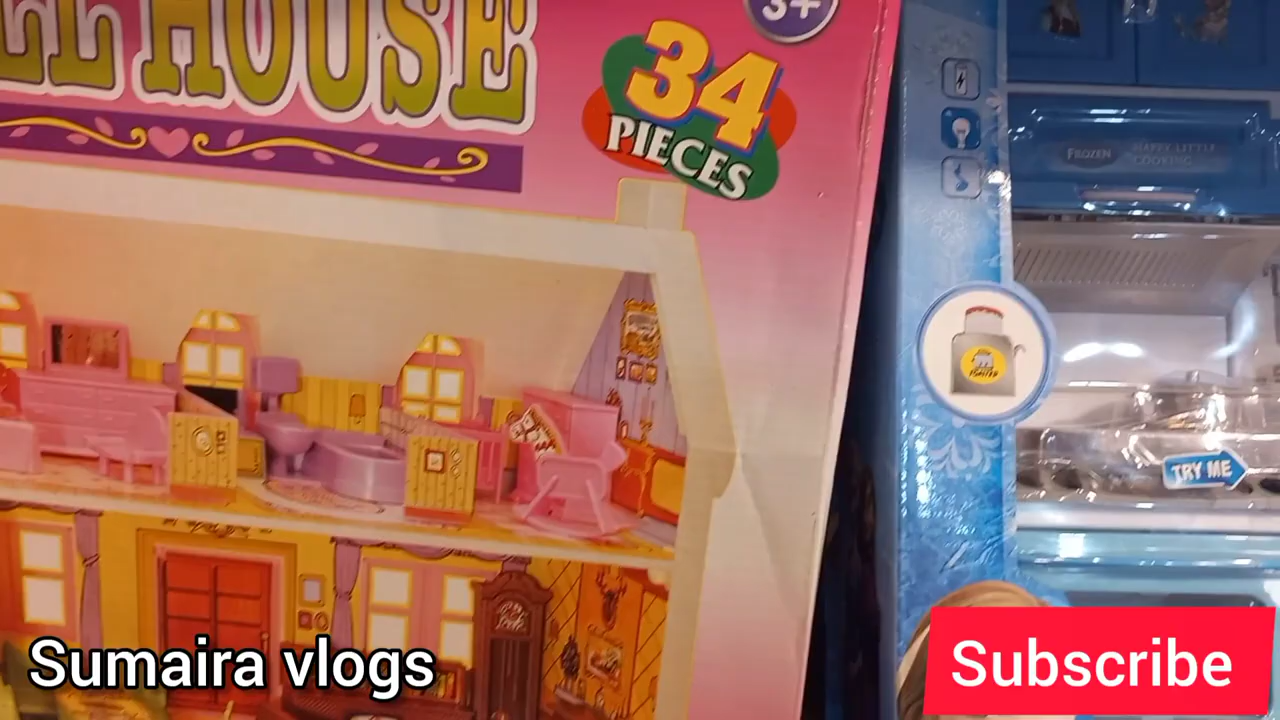 LL HOUSE
3+
34
PIECES
FROZEN
HAPPY LITTLE
COOKING
TRY ME
Sumaira vlogs
Subscribe